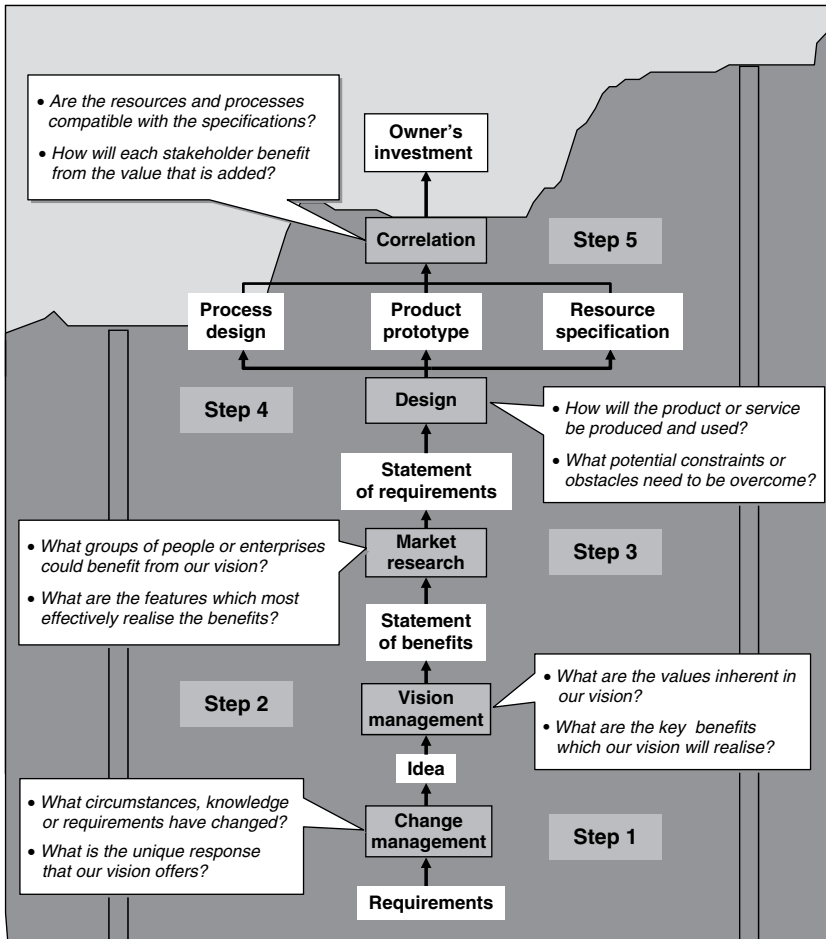 • Are the resources and processes
compatible with the specifications?
• How will each stakeholder benefit
from the value that is added?
Owner's
investment
Correlation
Step 5
Process
design
Product
prototype
Resource
specification
Step 4
Design
• How will the product or service
be produced and used?
• What potential constraints or
obstacles need to be overcome?
Statement
of requirements
• What groups of people or enterprises
could benefit from our vision?
• What are the features which most
effectively realise the benefits?
Market
research
Step 3
Statement
of benefits
Step 2
Vision
management
• What are the values inherent in
our vision?
• What are the key benefits
which our vision will realise?
Idea
• What circumstances, knowledge
or requirements have changed?
• What is the unique response
that our vision offers?
Change
management
Step 1
Requirements